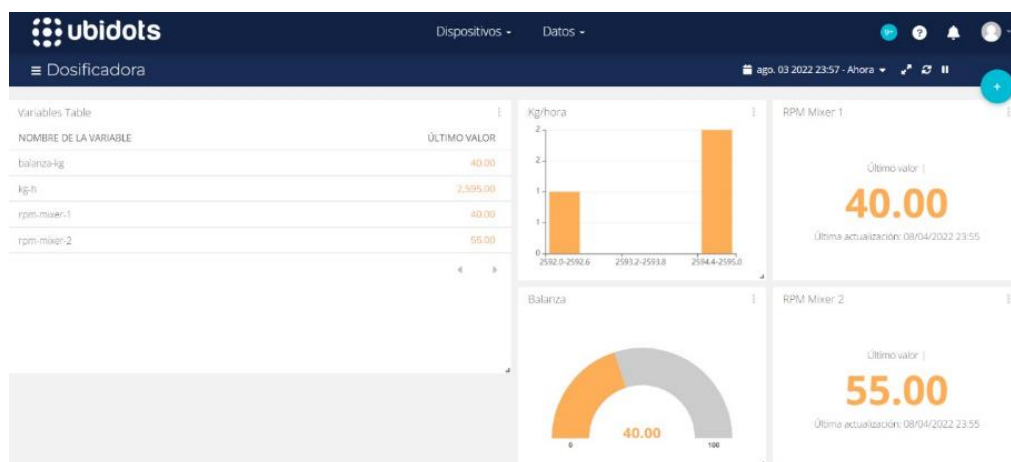 ubidots
Dispositivos
Datos
9+
?
Dosificadora
ago. 03 2022 23:57 - Ahora
+
Variables Table
NOMBRE DE LA VARIABLE ÚLTIMO VALOR
balanza-kg 40.00
kg-h 2,595.00
rpm-mixer-1 40.00
rpm-mixer-2 55.00
Kg/hora
2
2
1
1
0
2592.0-2592.6 2593.2-2593.8 2594.4-2595.0
RPM Mixer 1
Último valor |
40.00
Última actualización: 08/04/2022 23:55
Balanza
40.00
0 100
RPM Mixer 2
Último valor |
55.00
Última actualización: 08/04/2022 23:55